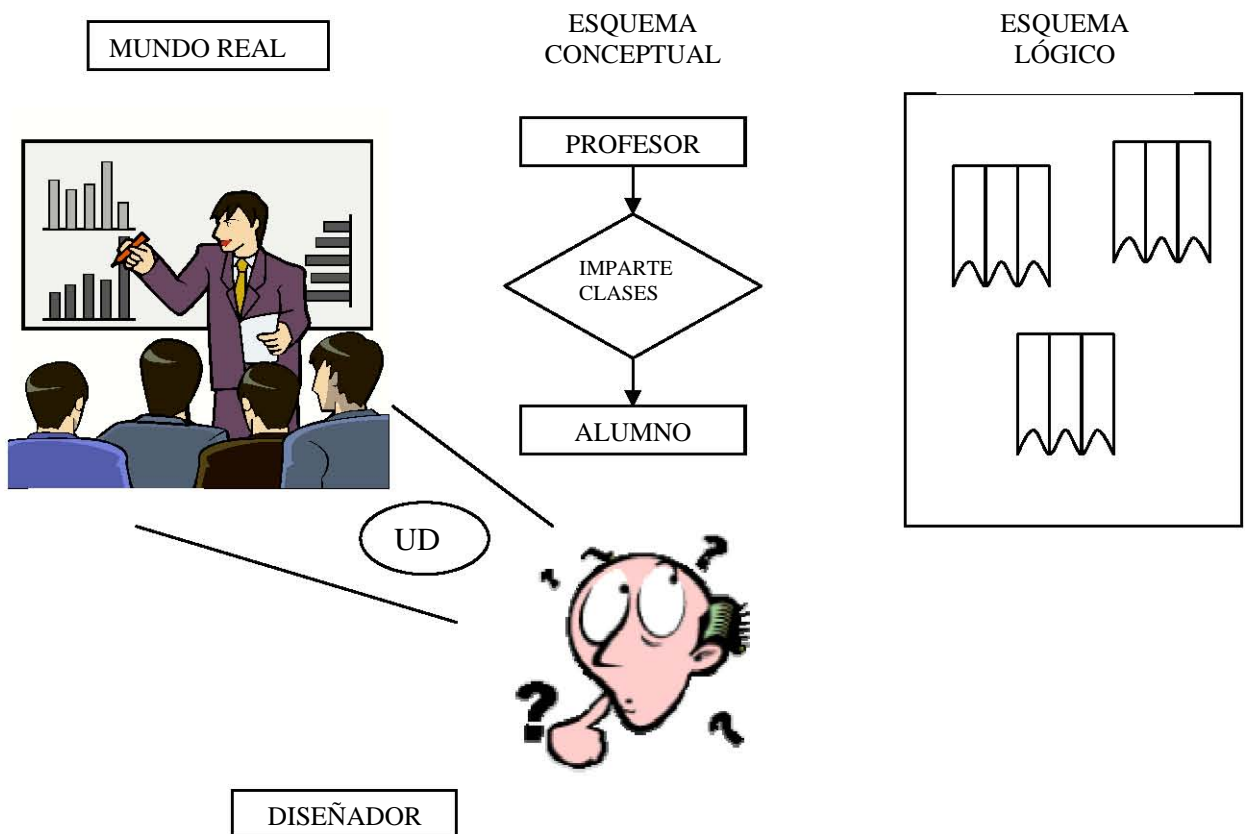 MUNDO REAL
ESQUEMA
CONCEPTUAL
ESQUEMA
LÓGICO
PROFESOR
IMPARTE
CLASES
ALUMNO
UD
? ? ? ?
DISEÑADOR